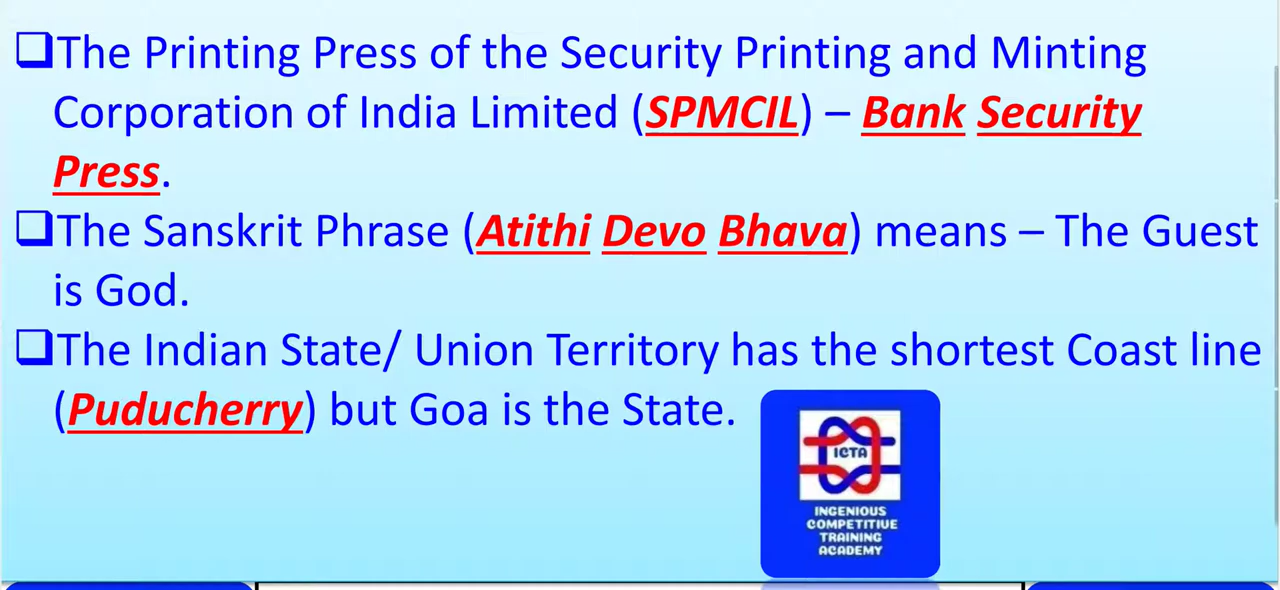 ❑The Printing Press of the Security Printing and Minting
Corporation of India Limited (SPMCIL) – Bank Security
Press.
❑The Sanskrit Phrase (Atithi Devo Bhava) means – The Guest
is God.
❑The Indian State/ Union Territory has the shortest Coast line
(Puducherry) but Goa is the State.
ICTA
INGENIOUS
COMPETITIVE
TRAINING
ACADEMY